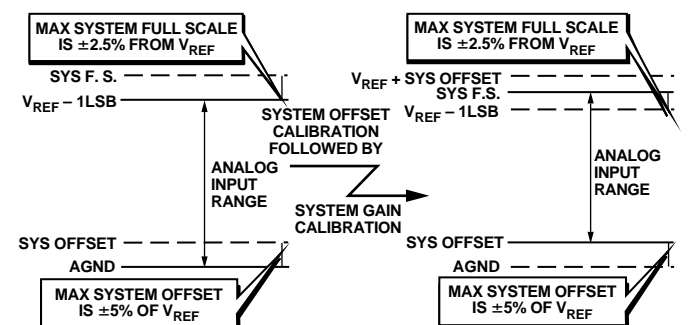 MAX SYSTEM FULL SCALE
IS ±2.5% FROM VREF
SYS F. S.
VREF – 1LSB
ANALOG
INPUT
RANGE
SYS OFFSET
AGND
MAX SYSTEM OFFSET
IS ±5% OF VREF
SYSTEM OFFSET
CALIBRATION
FOLLOWED BY
SYSTEM GAIN
CALIBRATION
MAX SYSTEM FULL SCALE
IS ±2.5% FROM VREF
VREF + SYS OFFSET
SYS F.S.
VREF – 1LSB
ANALOG
INPUT
RANGE
SYS OFFSET
AGND
MAX SYSTEM OFFSET
IS ±5% OF VREF